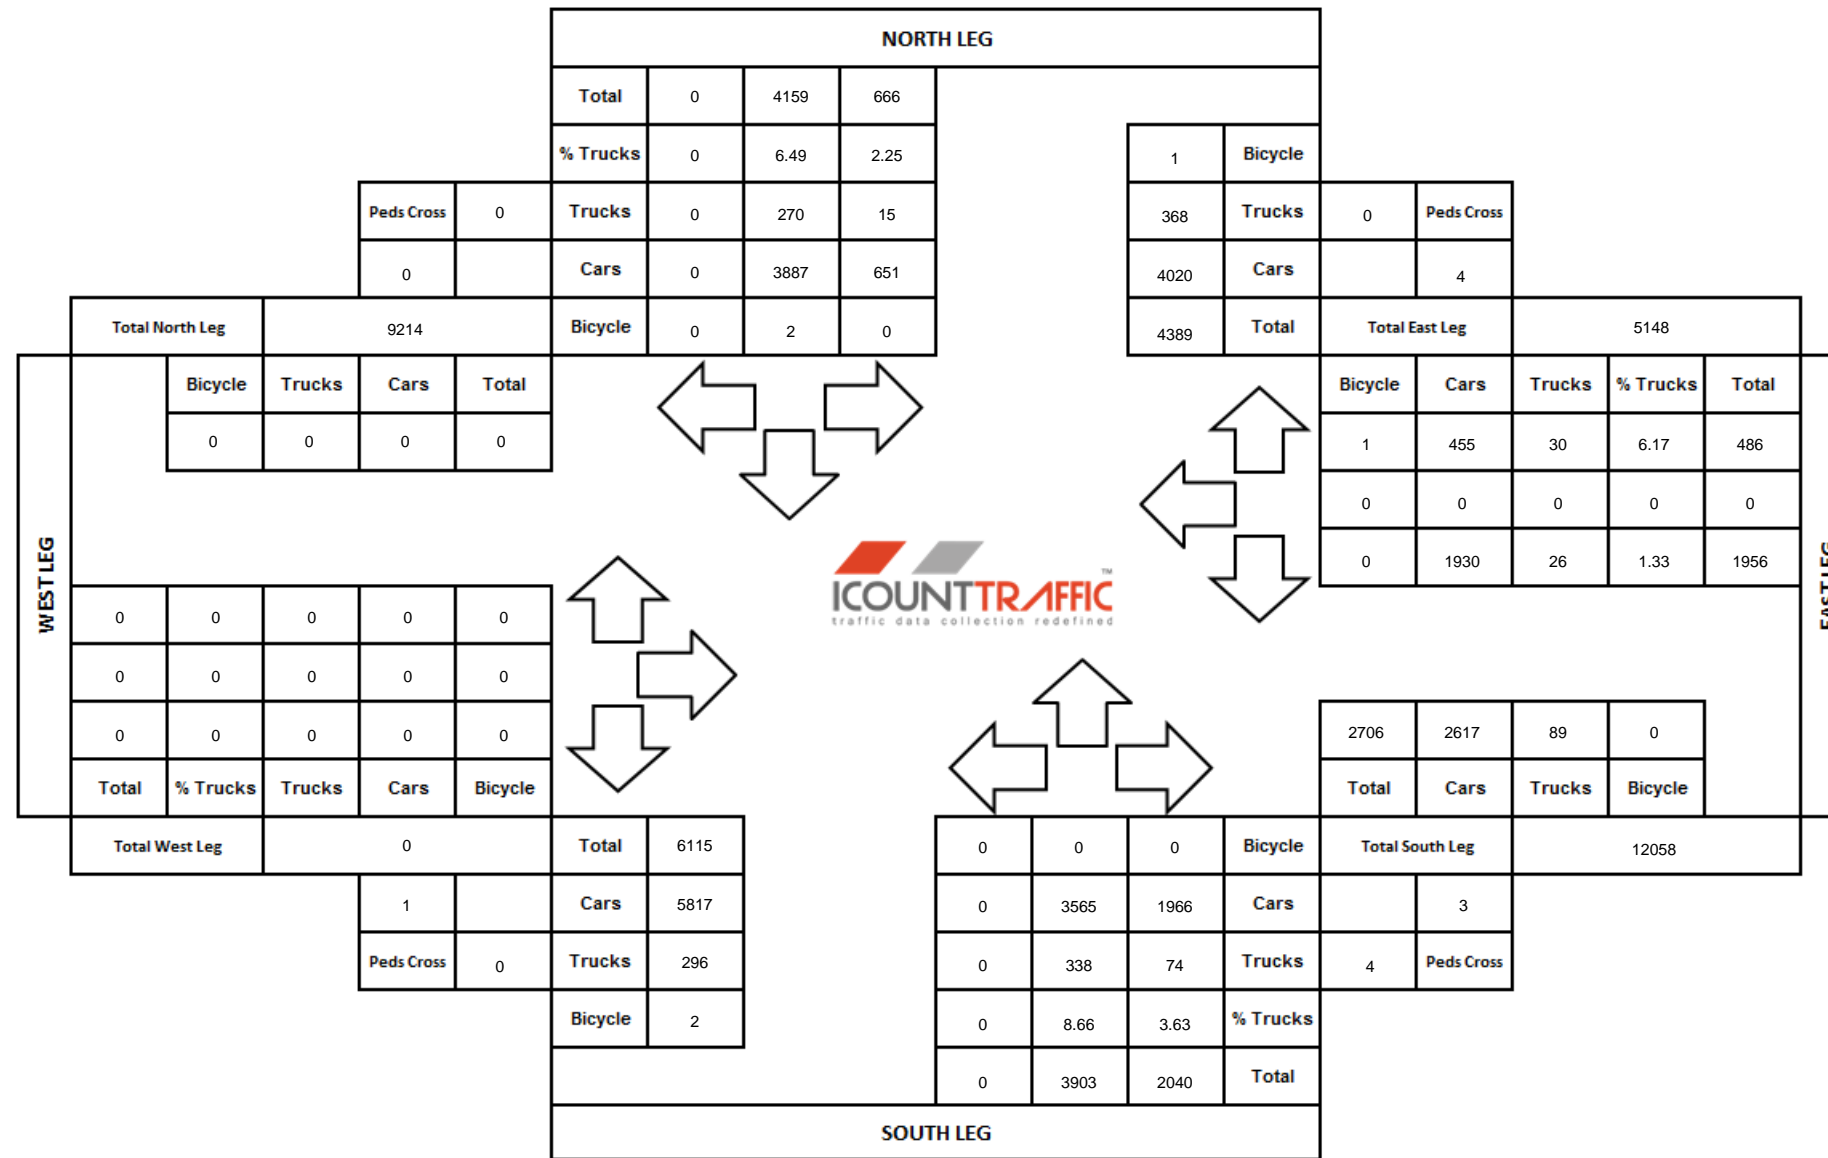 NORTH LEG
Total 0 4159 666
% Trucks 0 6.49 2.25 1 Bicycle
Peds Cross 0 Trucks 0 270 15 368 Trucks 0 Peds Cross
0 Cars 0 3887 651 4020 Cars 4
Total North Leg 9214 Bicycle 0 2 0 4389 Total Total East Leg 5148
Bicycle Trucks Cars Total Bicycle Cars Trucks % Trucks Total
0 0 0 0 1 455 30 6.17 486
0 0 0 0 0
0 1930 26 1.33 1956
WEST LEG
EAST LEG
ICOUNTTRAFFIC™
traffic data collection redefined
0 0 0 0 0
0 0 0 0 0
0 0 0 0 0 2706 2617 89 0
Total % Trucks Trucks Cars Bicycle Total Cars Trucks Bicycle
Total West Leg 0 Total 6115 0 0 0 Bicycle Total South Leg 12058
1 Cars 5817 0 3565 1966 Cars 3
Peds Cross 0 Trucks 296 0 338 74 Trucks 4 Peds Cross
Bicycle 2 0 8.66 3.63 % Trucks
0 3903 2040 Total
SOUTH LEG